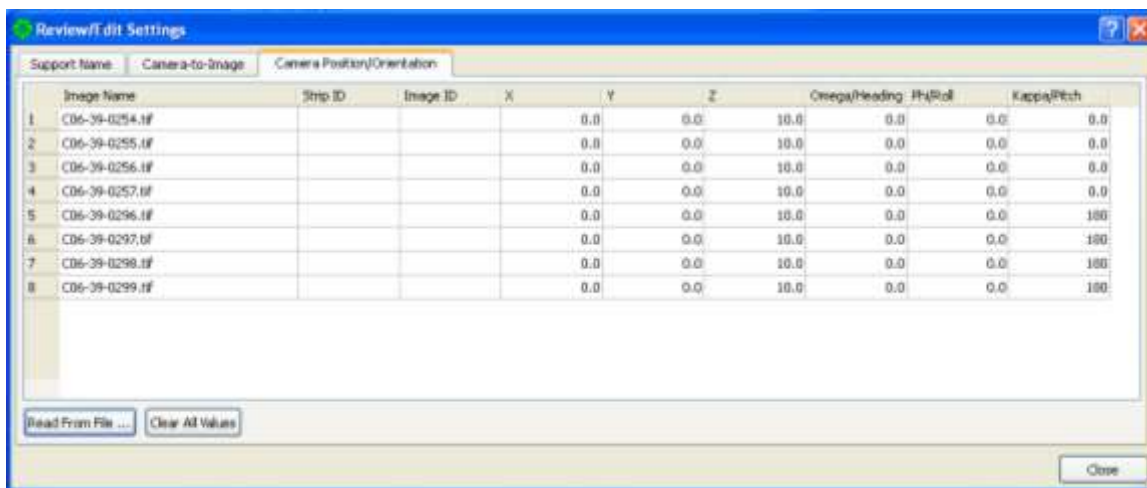 Review/Edit Settings
Support Name Camera-to-Image Camera Position/Orientation
Image Name Strip ID Image ID X Y Z Omega/Heading Phi/Roll Kappa/Pitch
1 C06-39-0254.tif 0.0 0.0 10.0 0.0 0.0 0.0
2 C06-39-0255.tif 0.0 0.0 10.0 0.0 0.0 0.0
3 C06-39-0256.tif 0.0 0.0 10.0 0.0 0.0 0.0
4 C06-39-0257.tif 0.0 0.0 10.0 0.0 0.0 0.0
5 C06-39-0296.tif 0.0 0.0 10.0 0.0 0.0 180
6 C06-39-0297.tif 0.0 0.0 10.0 0.0 0.0 180
7 C06-39-0298.tif 0.0 0.0 10.0 0.0 0.0 180
8 C06-39-0299.tif 0.0 0.0 10.0 0.0 0.0 180
Read From File ... Clear All Values
Close